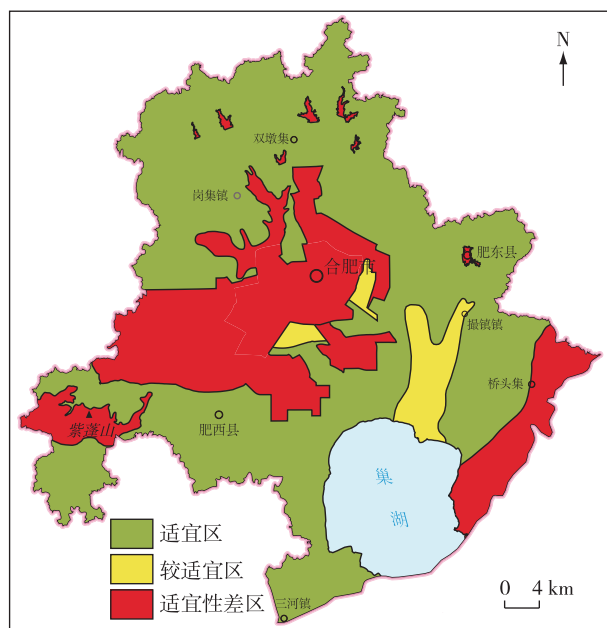 N
双墩集
岗集镇
合肥市
肥东县
撮镇镇
桥头集
紫蓬山
肥西县
巢
湖
适宜区
较适宜区
适宜性差区
三河镇
0 4 km